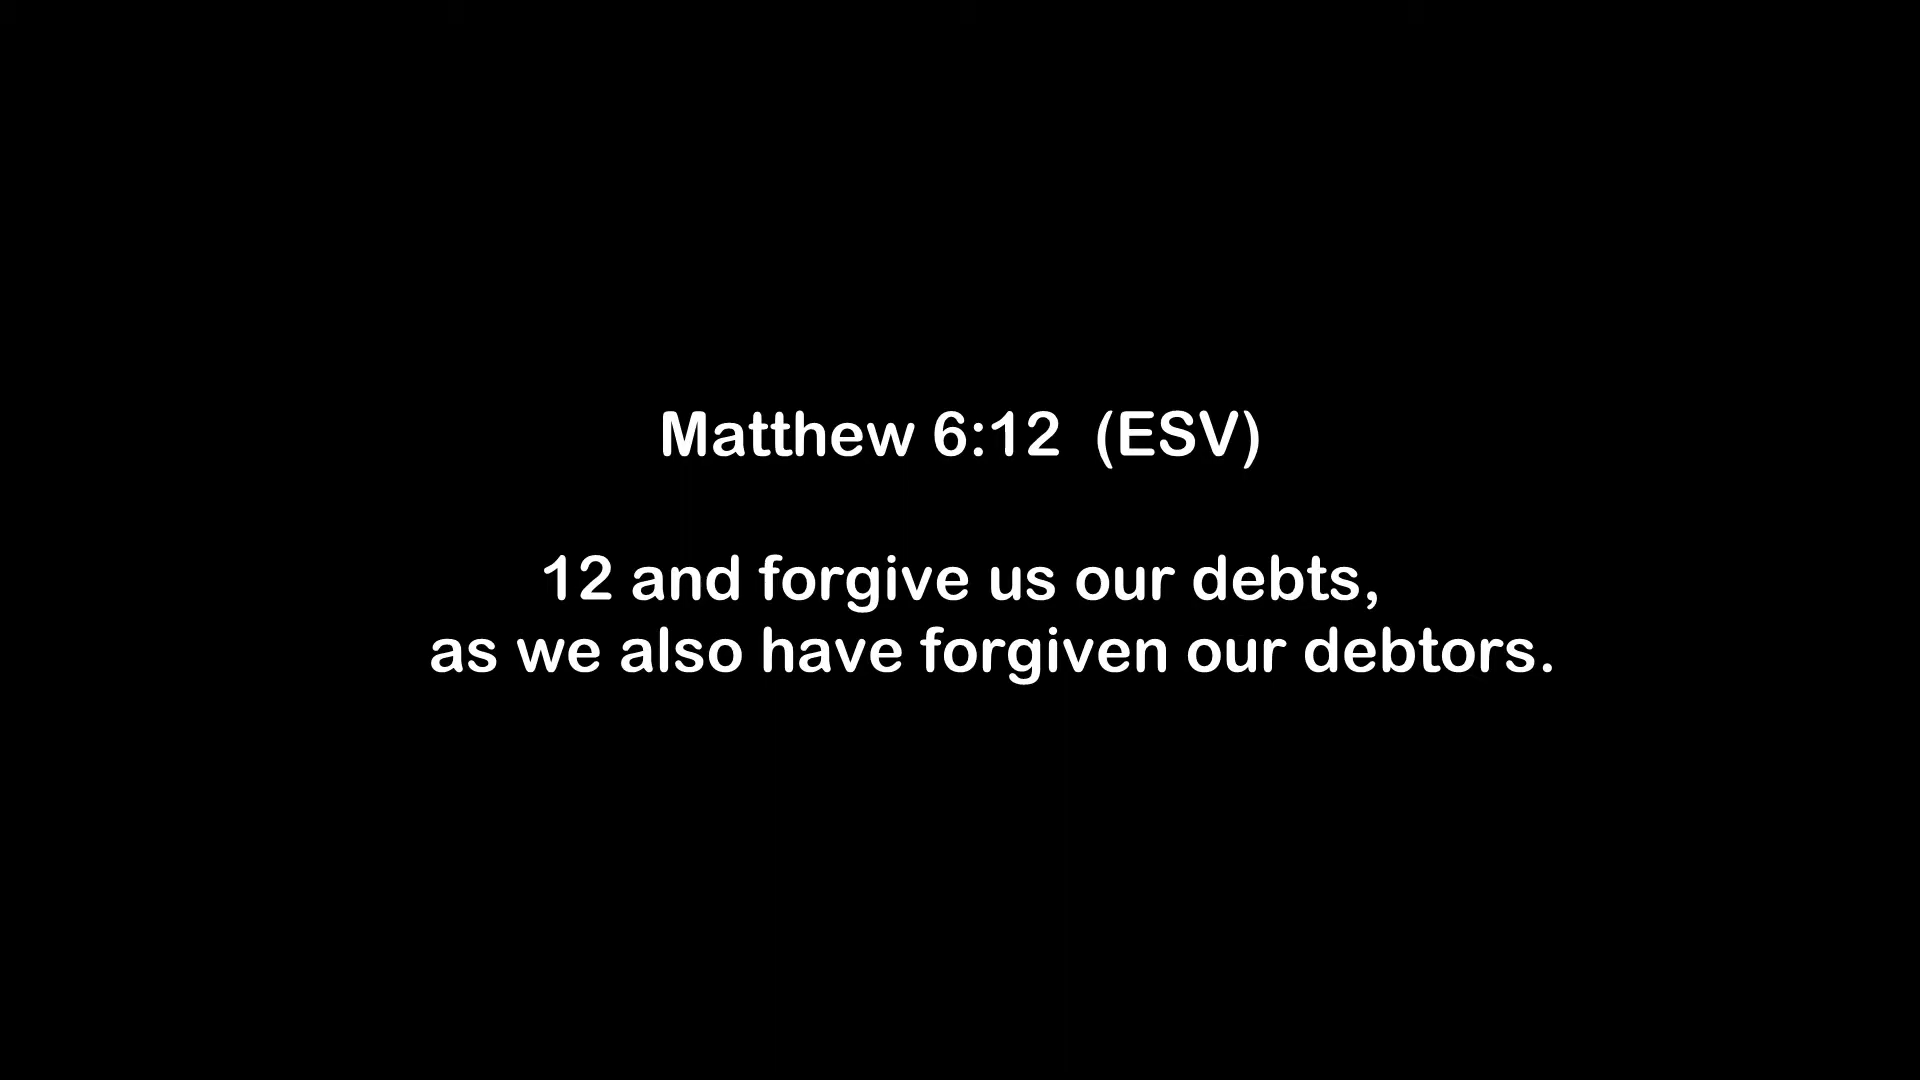 Matthew 6:12  (ESV)
12 and forgive us our debts,
as we also have forgiven our debtors.